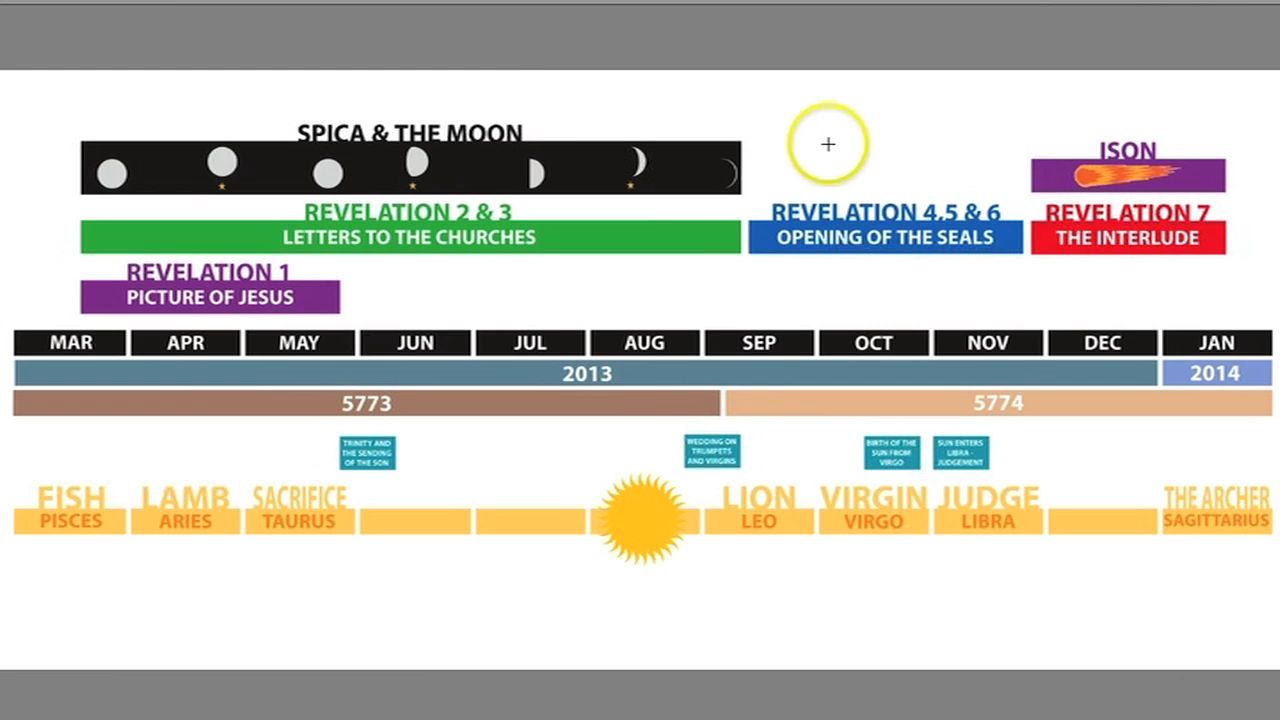 SPICA & THE MOON
ISON
REVELATION 2 & 3
REVELATION 4,5 & 6
REVELATION 7
LETTERS TO THE CHURCHES
OPENING OF THE SEALS
THE INTERLUDE
REVELATION 1
PICTURE OF JESUS
MAR APR MAY JUN JUL AUG SEP OCT NOV DEC JAN
2013 2014
5773 5774
TRINITY AND
THE SENDING
OF THE SON
WEDDING ON
TRUMPETS
AND VIRGINS
BIRTH OF THE
SUN FROM
VIRGO
SUN ENTERS
LIBRA -
JUDGEMENT
FISH LAMB SACRIFICE LION VIRGIN JUDGE THE ARCHER
PISCES ARIES TAURUS LEO VIRGO LIBRA SAGITTARIUS